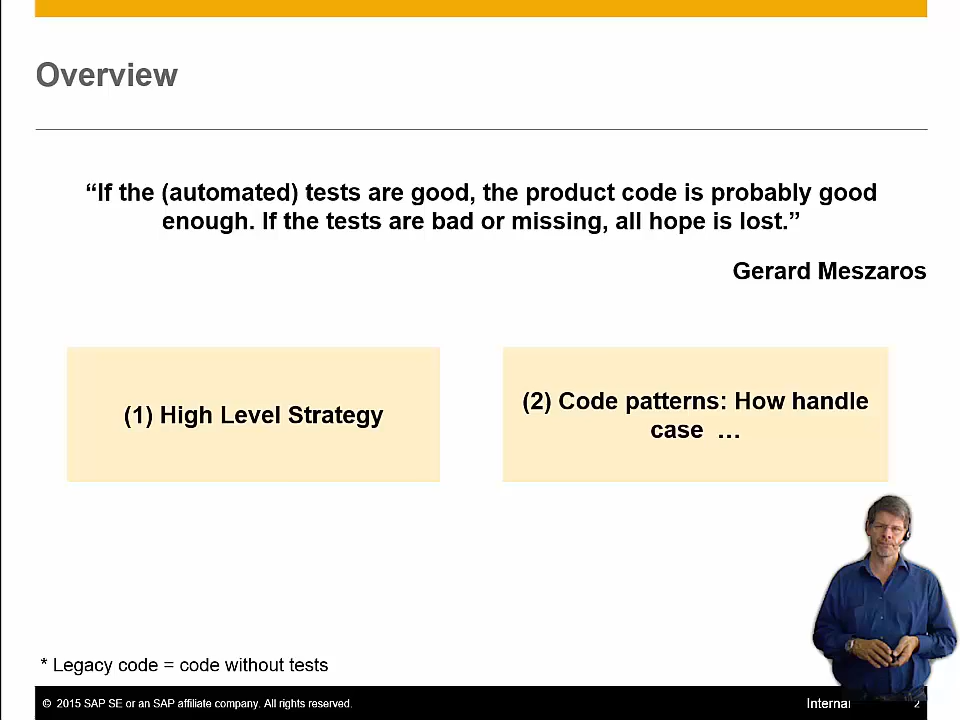 Overview
“If the (automated) tests are good, the product code is probably good
enough. If the tests are bad or missing, all hope is lost.”
Gerard Meszaros
(1) High Level Strategy
(2) Code patterns: How handle
case …
* Legacy code = code without tests
© 2015 SAP SE or an SAP affiliate company. All rights reserved.
Internal
2